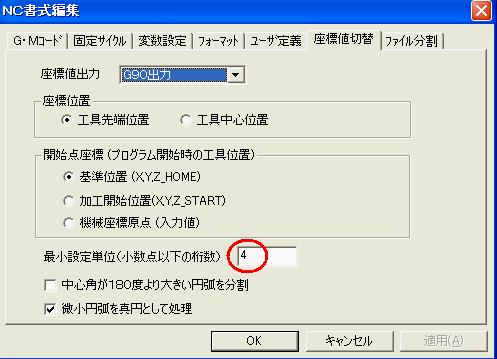 NC書式編集
G・Mコード 固定サイクル 変数設定 フォーマット ユーザ定義 座標値切替 ファイル分割
座標値出力 G90出力
座標位置
工具先端位置 工具中心位置
開始点座標 (プログラム開始時の工具位置)
基準位置 (X,Y,Z_HOME)
加工開始位置(X,Y,Z_START)
機械座標原点 (入力値)
最小設定単位(小数点以下の桁数) 4
中心角が180度より大きい円弧を分割
微小円弧を真円として処理
OK キャンセル 適用(A)